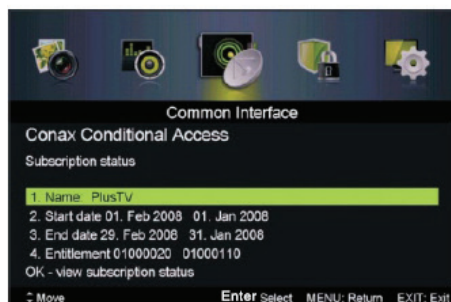 Common Interface
Conax Conditional Access
Subscription status
1. Name: PlusTV
2. Start date 01. Feb 2008 01. Jan 2008
3. End date 29. Feb 2008 31. Jan 2008
4. Entitlement 01000020 01000110
OK - view subscription status
Move Enter Select MENU: Return EXIT: Exit